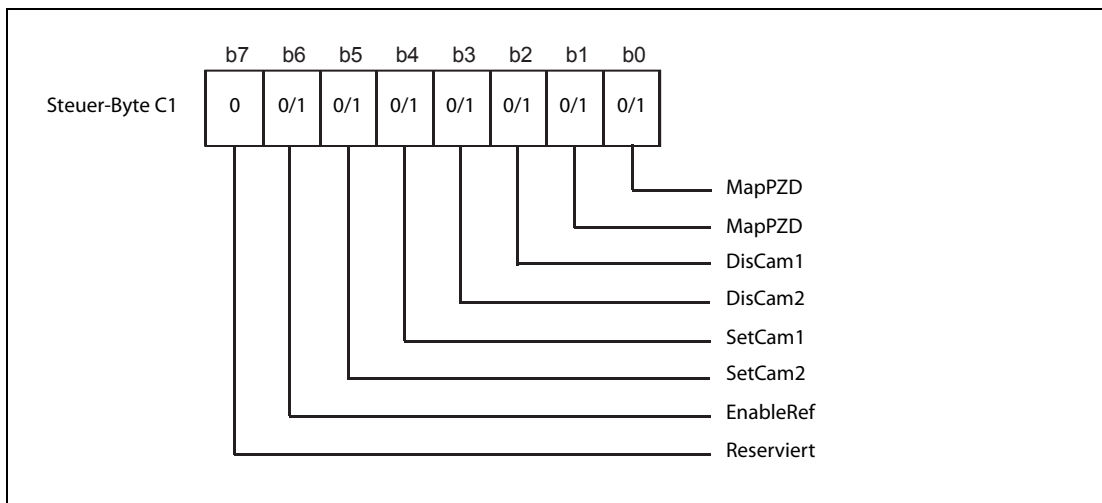 b7 b6 b5 b4 b3 b2 b1 b0
Steuer-Byte C1 0 0/1 0/1 0/1 0/1 0/1 0/1 0/1
MapPZD
MapPZD
DisCam1
DisCam2
SetCam1
SetCam2
EnableRef
Reserviert